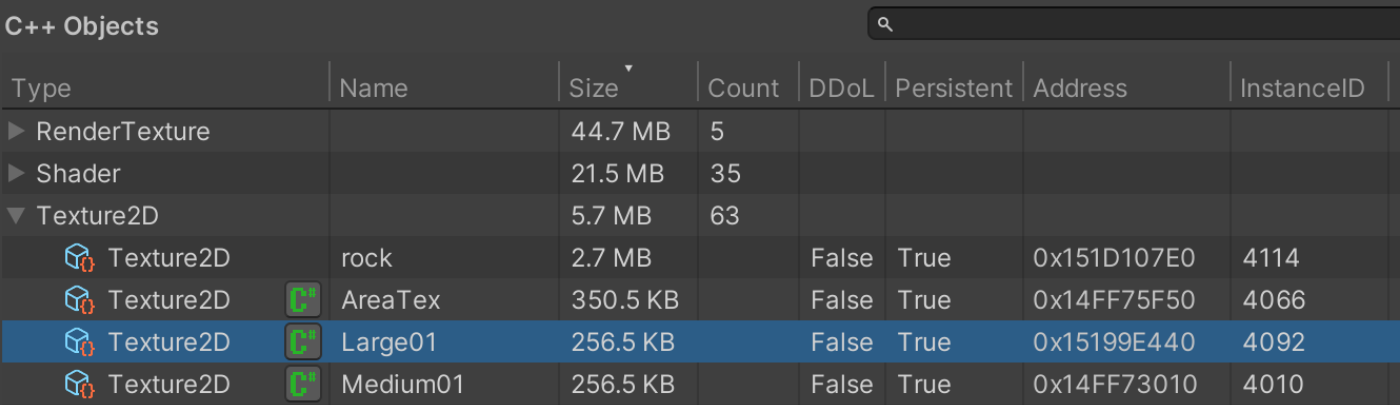 C++ Objects
Type Name Size Count DDoL Persistent Address InstanceID
RenderTexture 44.7 MB 5
Shader 21.5 MB 35
Texture2D 5.7 MB 63
{} Texture2D rock 2.7 MB False True 0x151D107E0 4114
{} Texture2D C# AreaTex 350.5 KB False True 0x14FF75F50 4066
{} Texture2D C# Large01 256.5 KB False True 0x15199E440 4092
{} Texture2D C# Medium01 256.5 KB False True 0x14FF73010 4010